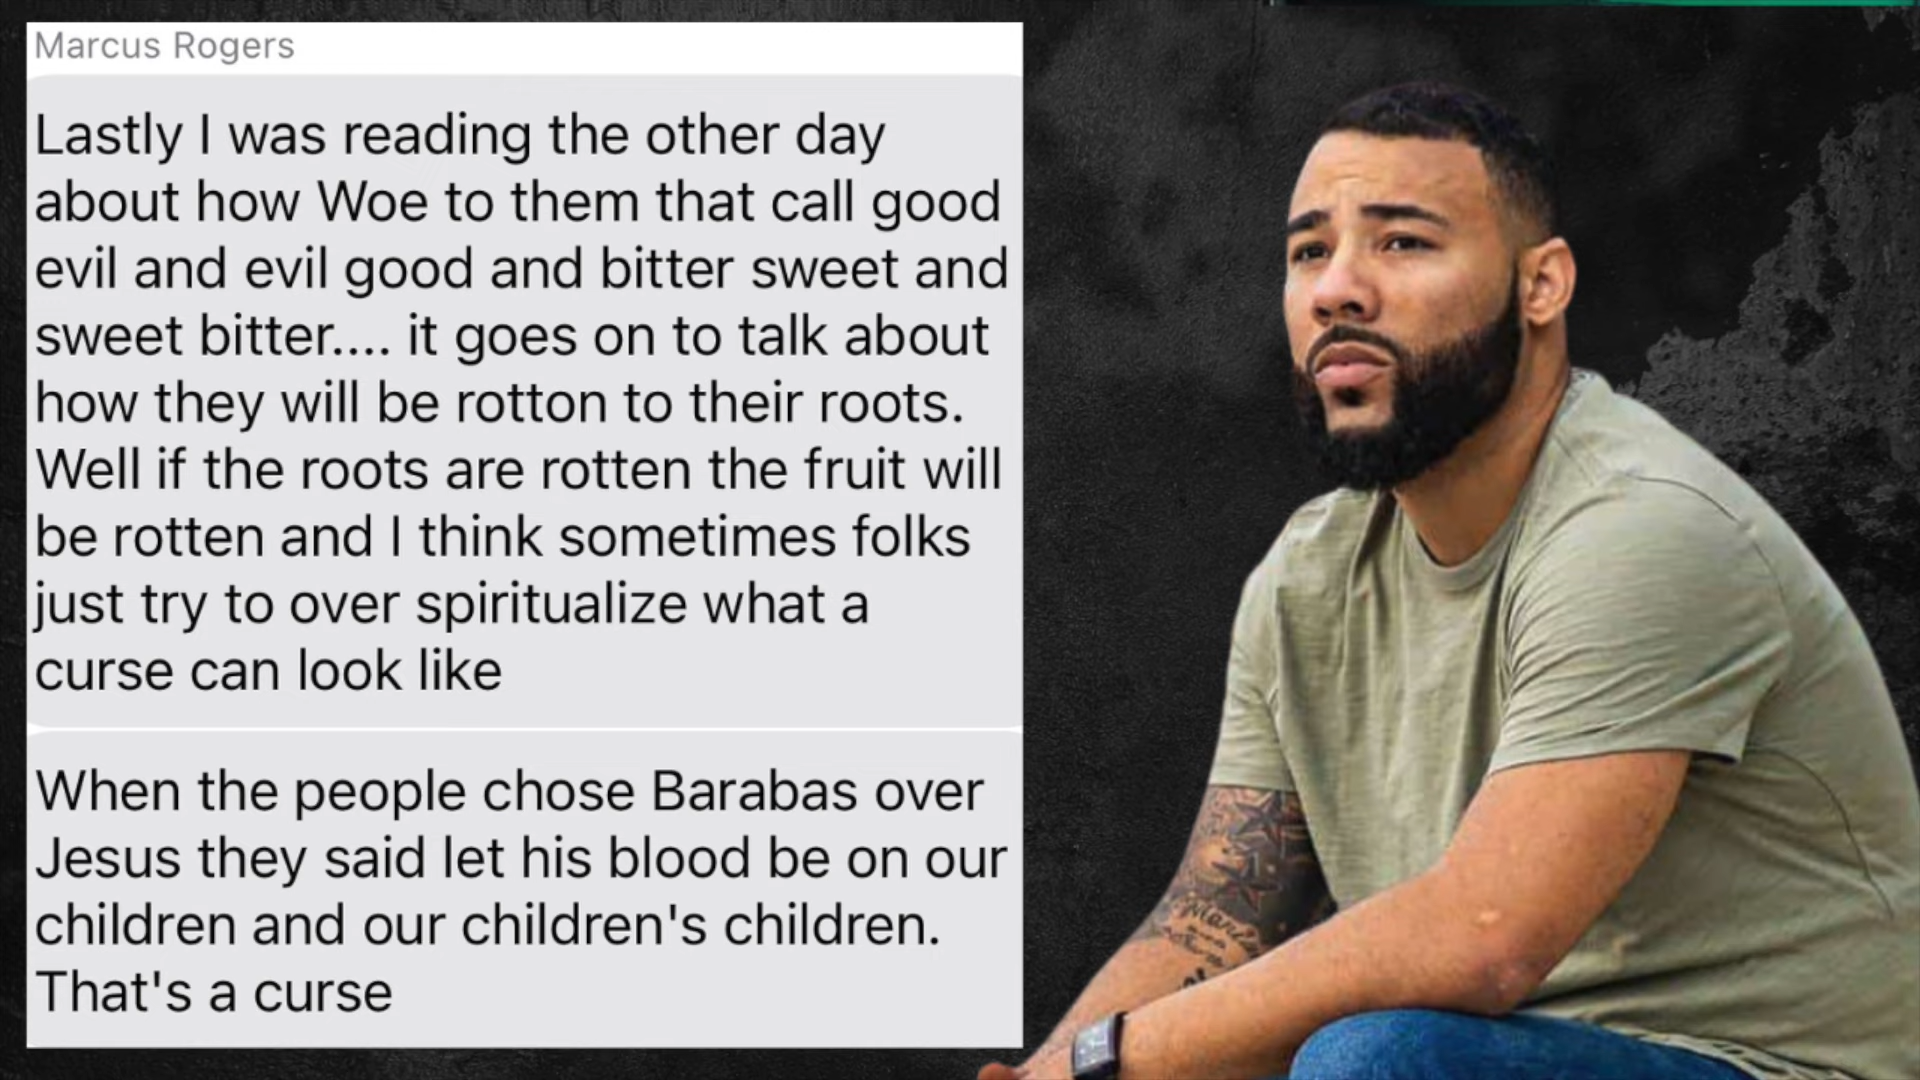 Marcus Rogers
Lastly I was reading the other day
about how Woe to them that call good
evil and evil good and bitter sweet and
sweet bitter.... it goes on to talk about
how they will be rotton to their roots.
Well if the roots are rotten the fruit will
be rotten and I think sometimes folks
just try to over spiritualize what a
curse can look like
When the people chose Barabas over
Jesus they said let his blood be on our
children and our children's children.
That's a curse